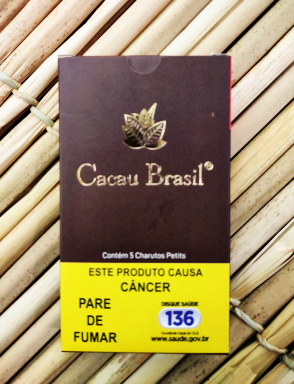 Cacau Brasil®
Contém 5 Charutos Petits
ESTE PRODUTO CAUSA
CÂNCER
PARE
DE
FUMAR
DISQUE SAÚDE
136
www.saude.gov.br